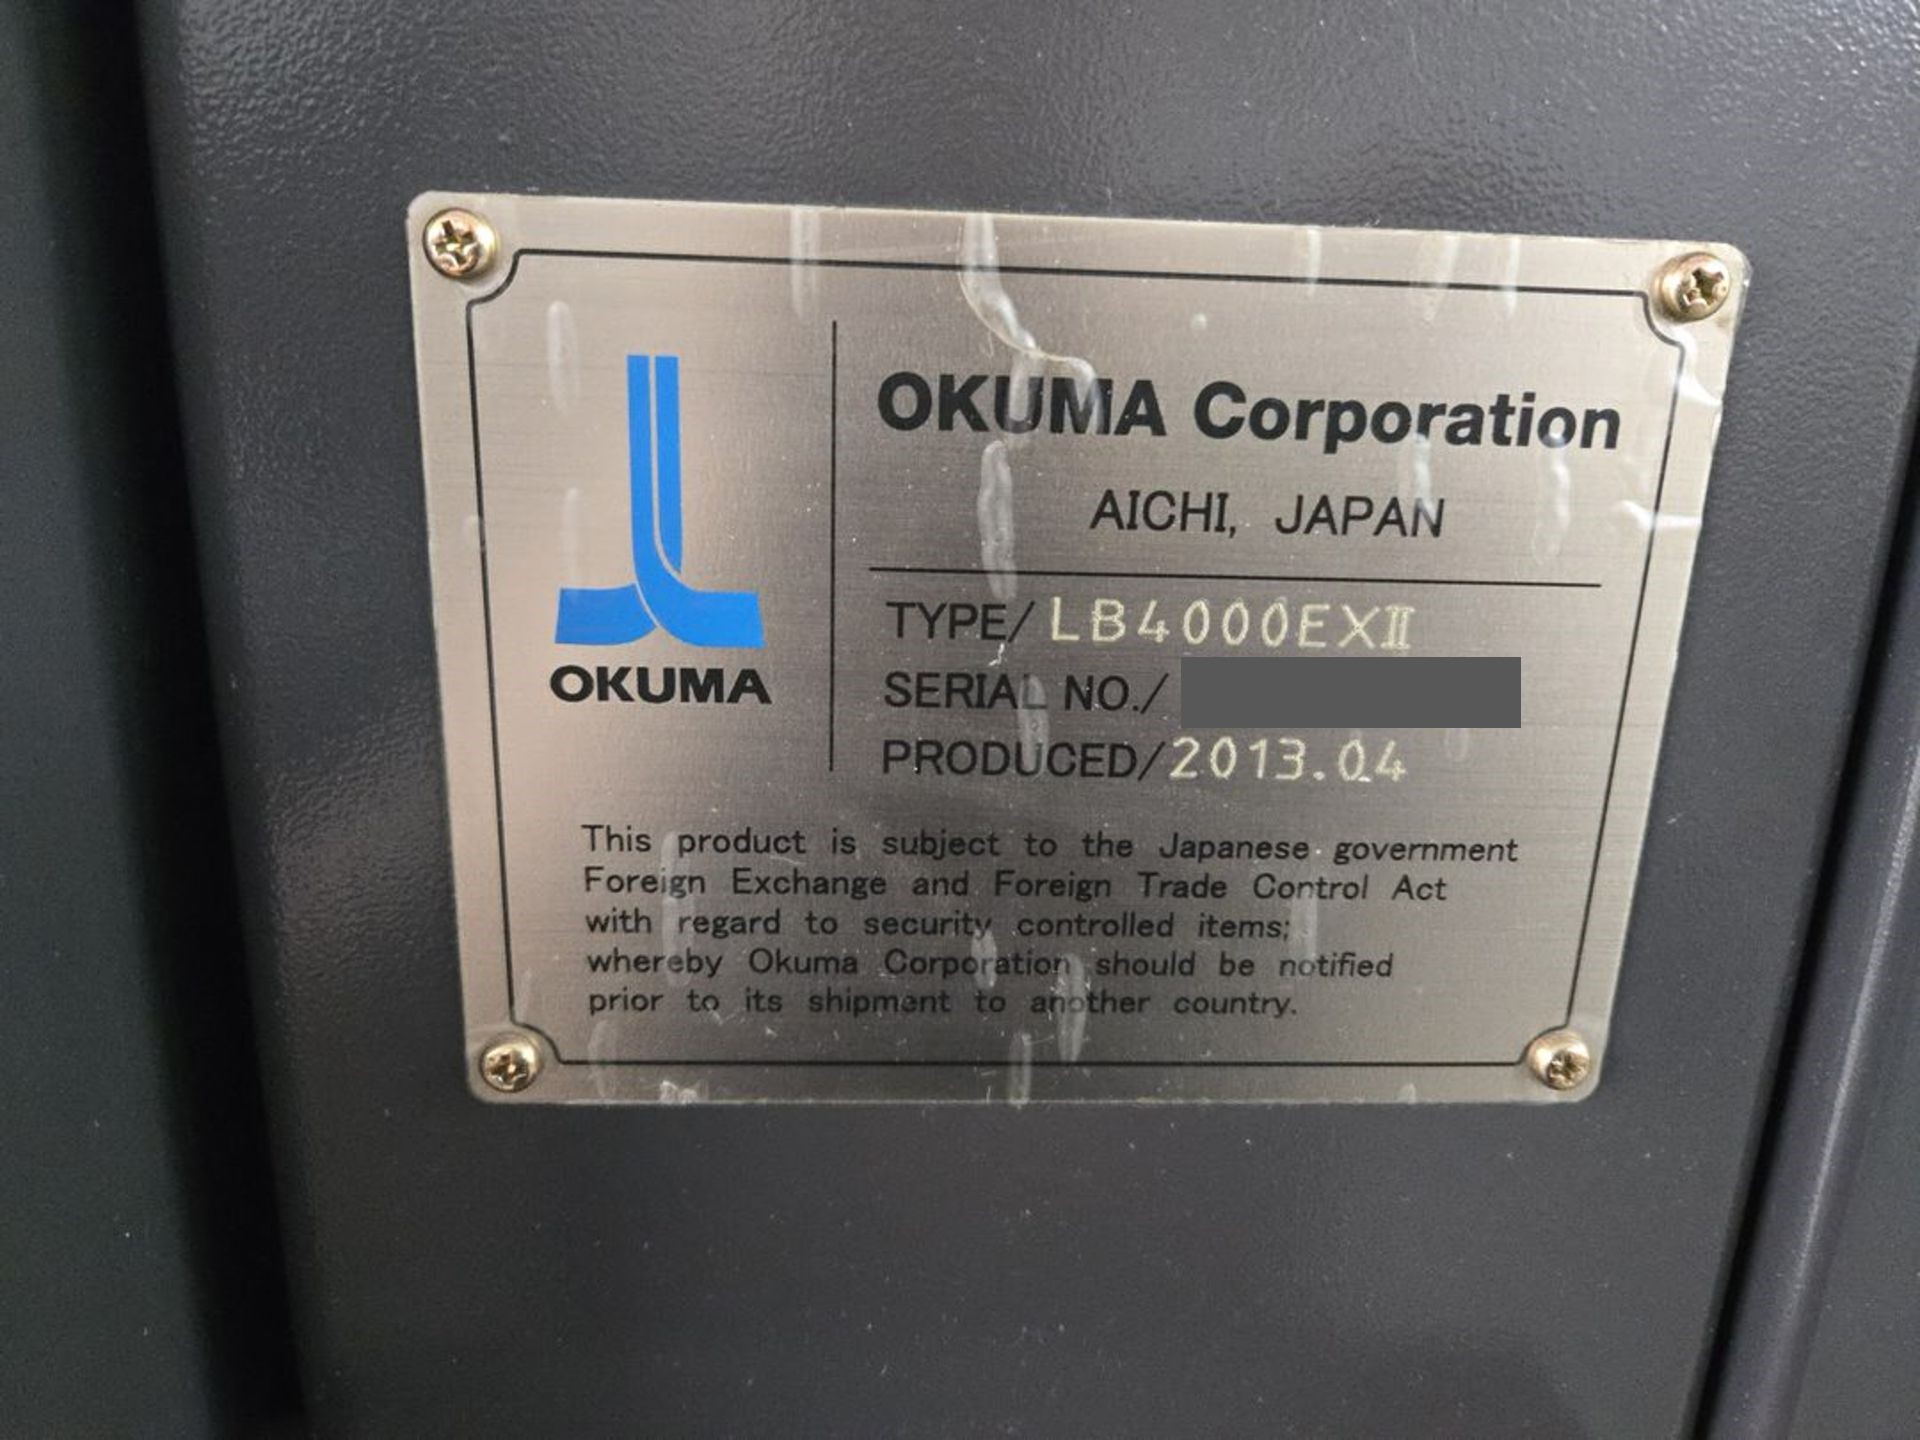 OKUMA
OKUMA Corporation
AICHI, JAPAN
TYPE/ LB4000EXⅡ
SERIAL NO./
PRODUCED/ 2013.04
This product is subject to the Japanese government
Foreign Exchange and Foreign Trade Control Act
with regard to security controlled items;
whereby Okuma Corporation should be notified
prior to its shipment to another country.